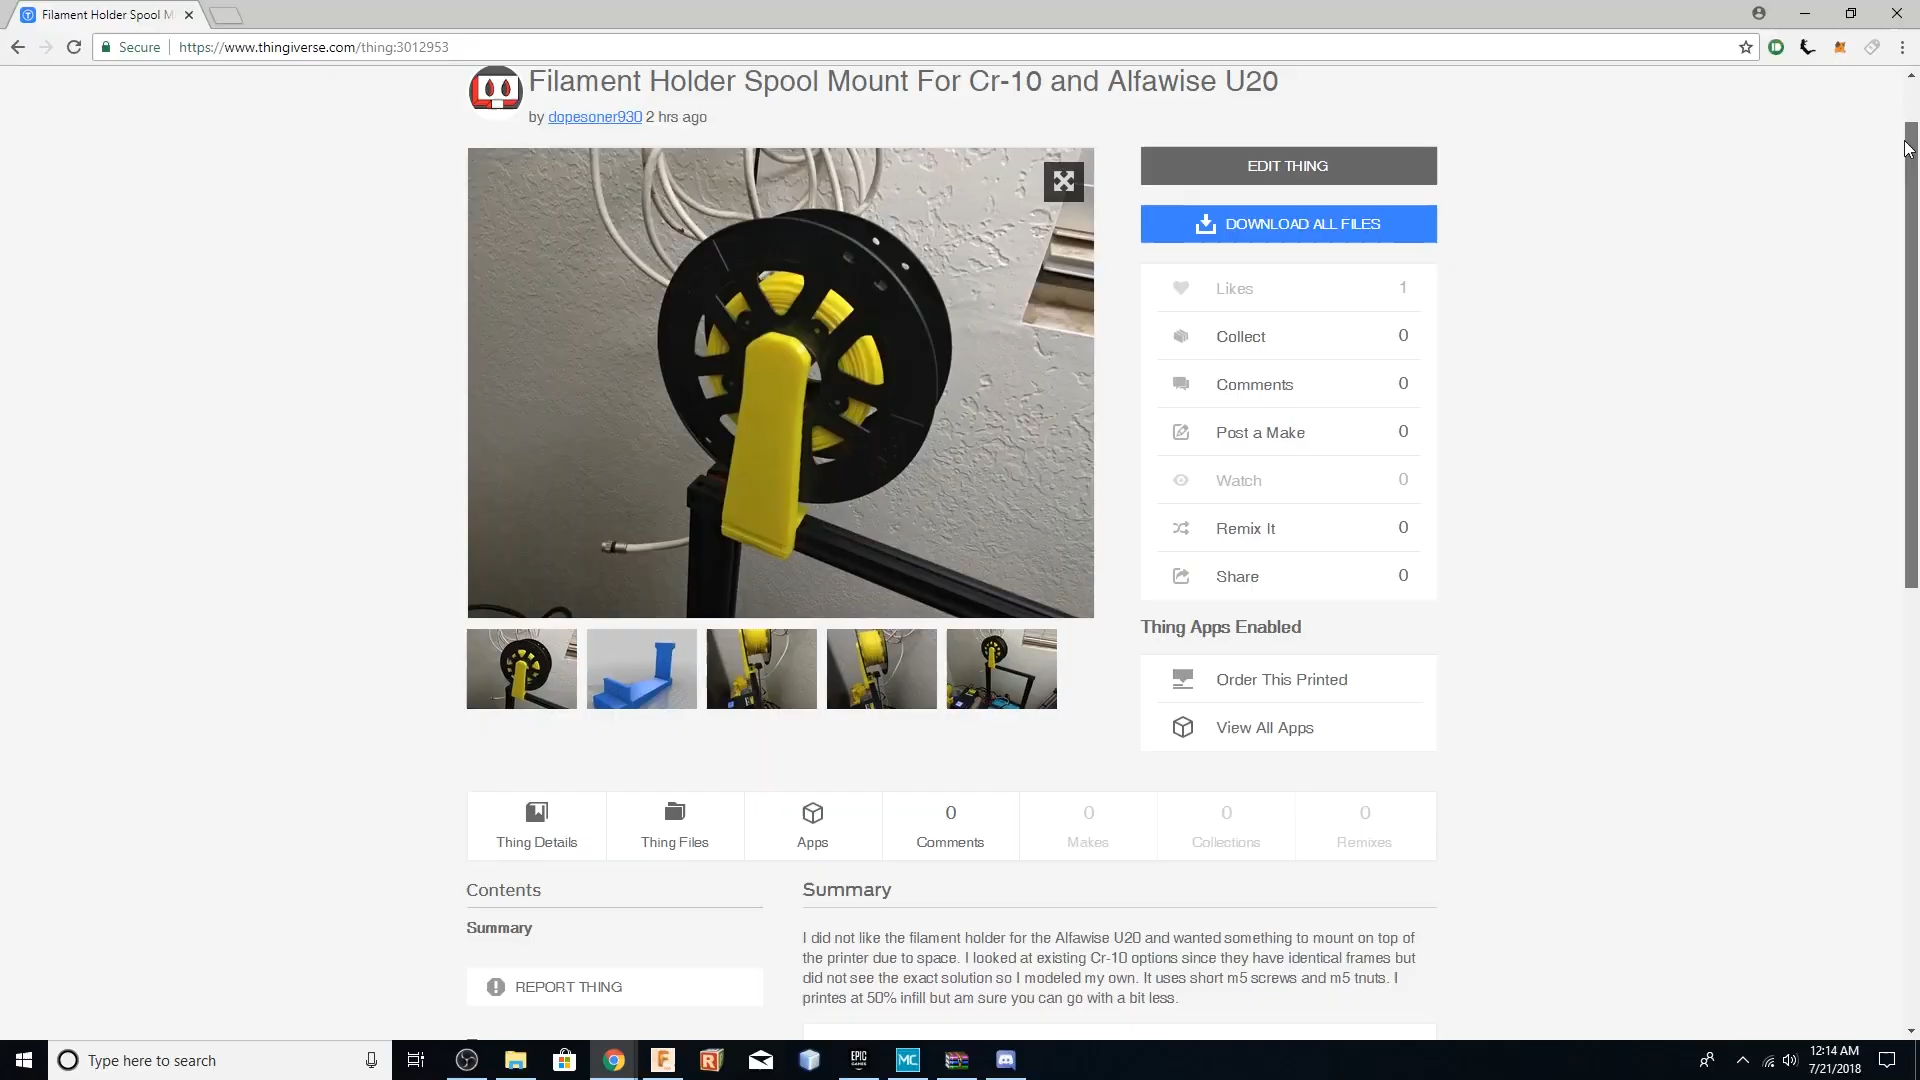 Filament Holder Spool M
Secure
https://www.thingiverse.com/thing:3012953
Filament Holder Spool Mount For Cr-10 and Alfawise U20
by dopesoner930 2 hrs ago
EDIT THING
DOWNLOAD ALL FILES
Likes 1
Collect 0
Comments 0
Post a Make 0
Watch 0
Remix It 0
Share 0
Thing Apps Enabled
Order This Printed
View All Apps
Thing Details
Thing Files
Apps
0
Comments
0
Makes
0
Collections
0
Remixes
Contents
Summary
REPORT THING
Summary
I did not like the filament holder for the Alfawise U20 and wanted something to mount on top of
the printer due to space. I looked at existing Cr-10 options since they have identical frames but
did not see the exact solution so I modeled my own. It uses short m5 screws and m5 tnuts. I
printes at 50% infill but am sure you can go with a bit less.
Type here to search
EPIC
GAMES
MC
12:14 AM
7/21/2018